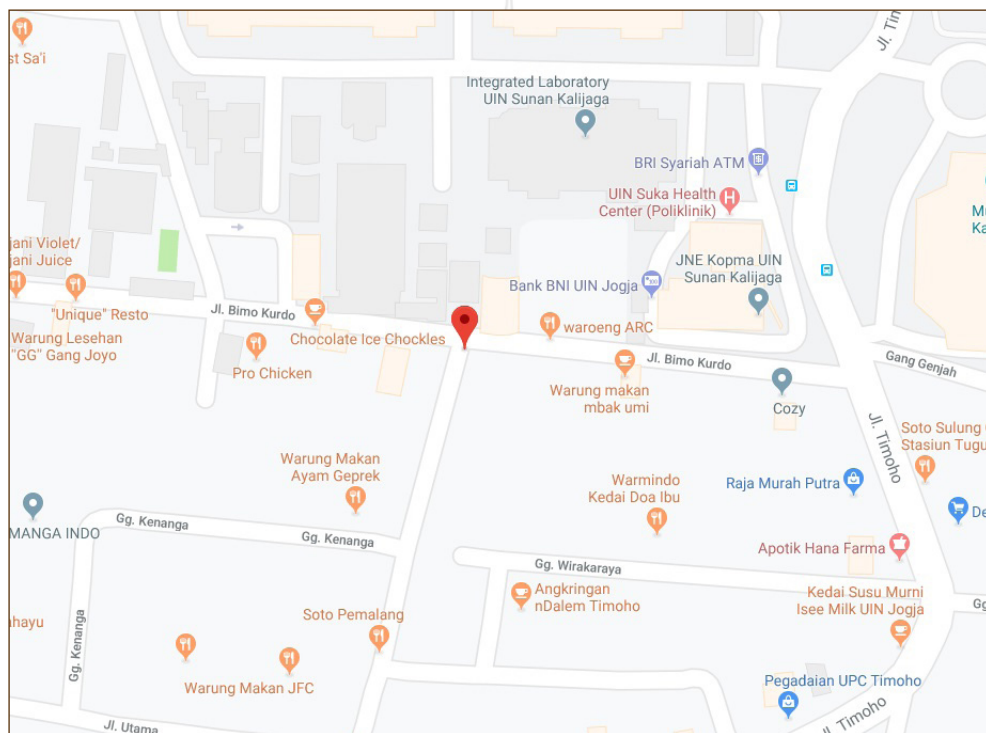 st Sa'i
Jl. Timo
Integrated Laboratory
UIN Sunan Kalijaga
BRI Syariah ATM
UIN Suka Health
Center (Poliklinik)
Mu
Ka
jani Violet/
jani Juice
JNE Kopma UIN
Sunan Kalijaga
Bank BNI UIN Jogja
"Unique" Resto
Jl. Bimo Kurdo
Warung Lesehan
"GG" Gang Joyo
Chocolate Ice Chockles
waroeng ARC
Pro Chicken
Jl. Bimo Kurdo
Gang Genjah
Warung makan
mbak umi
Cozy
Jl. Timoho
Soto Sulung
Stasiun Tugu
Warung Makan
Ayam Geprek
Warmindo
Kedai Doa Ibu
Raja Murah Putra
MANGA INDO
De
Gg. Kenanga
Gg. Kenanga
Apotik Hana Farma
Gg. Wirakaraya
Angkringan
nDalem Timoho
Kedai Susu Murni
Isee Milk UIN Jogja
Gg
ahayu
Soto Pemalang
Gg. Kenanga
Warung Makan JFC
Pegadaian UPC Timoho
Jl. Utama
Jl. Timoho